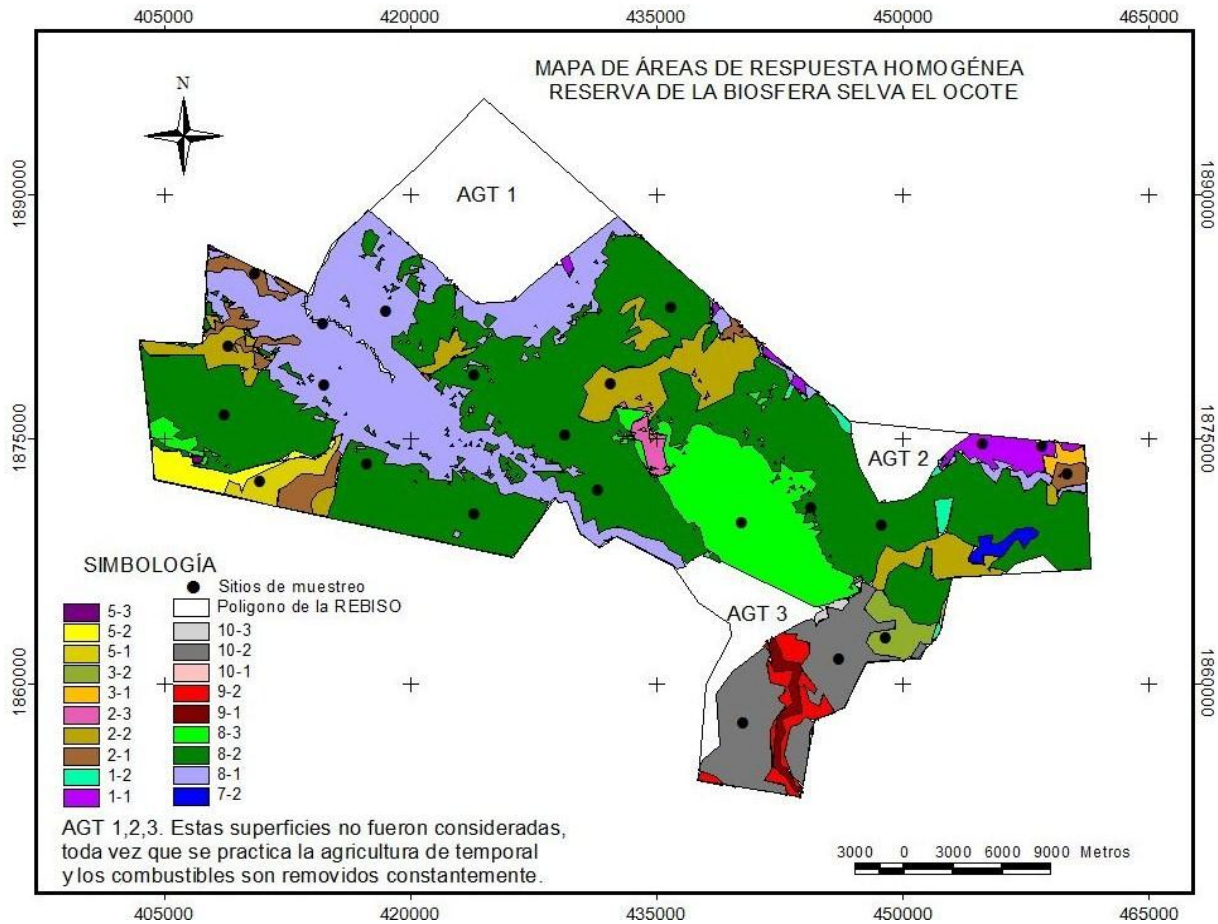 405000 420000 435000 450000 465000
MAPA DE ÁREAS DE RESPUESTA HOMOGÉNEA
RESERVA DE LA BIOSFERA SELVA EL OCOTE
N
1890000 1890000
AGT 1
1875000 1875000
AGT 2
AGT 3
1860000 1860000
SIMBOLOGÍA
Sitios de muestreo
Poligono de la REBISO
5-3
5-2
5-1
3-2
3-1
2-3
2-2
2-1
1-2
1-1
10-3
10-2
10-1
9-2
9-1
8-3
8-2
8-1
7-2
AGT 1,2,3. Estas superficies no fueron consideradas,
toda vez que se practica la agricultura de temporal
y los combustibles son removidos constantemente.
3000 0 3000 6000 9000 Metros
405000 420000 435000 450000 465000